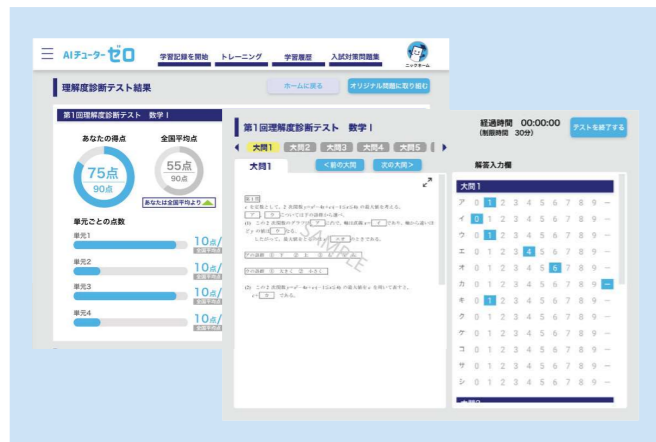 AIチューター ゼロ
学習記録を開始 トレーニング 学習履歴 入試対策問題集
ニックネーム
理解度診断テスト結果
ホームに戻る
オリジナル問題に取り組む
第1回理解度診断テスト 数学Ⅰ
あなたの得点 全国平均点
75点
90点
55点
90点
あなたは全国平均より
単元ごとの点数
単元1
10点/
全国平均点
単元2
10点/
単元3
10点/
単元4
10点/
第1回理解度診断テスト 数学Ⅰ
大問1 大問2 大問3 大問4 大問5
大問1
<前の大問
次の大問>
SAMPLE
経過時間 00:00:00
(制限時間 30分)
テストを終了する
解答入力欄
大問1
ア 0 1 2 3 4 5 6 7 8 9 −
イ 0 1 2 3 4 5 6 7 8 9 −
ウ 0 1 2 3 4 5 6 7 8 9 −
エ 0 1 2 3 4 5 6 7 8 9 −
オ 0 1 2 3 4 5 6 7 8 9 −
カ 0 1 2 3 4 5 6 7 8 9 −
キ 0 1 2 3 4 5 6 7 8 9 −
ク 0 1 2 3 4 5 6 7 8 9 −
ケ 0 1 2 3 4 5 6 7 8 9 −
コ 0 1 2 3 4 5 6 7 8 9 −
サ 0 1 2 3 4 5 6 7 8 9 −
シ 0 1 2 3 4 5 6 7 8 9 −